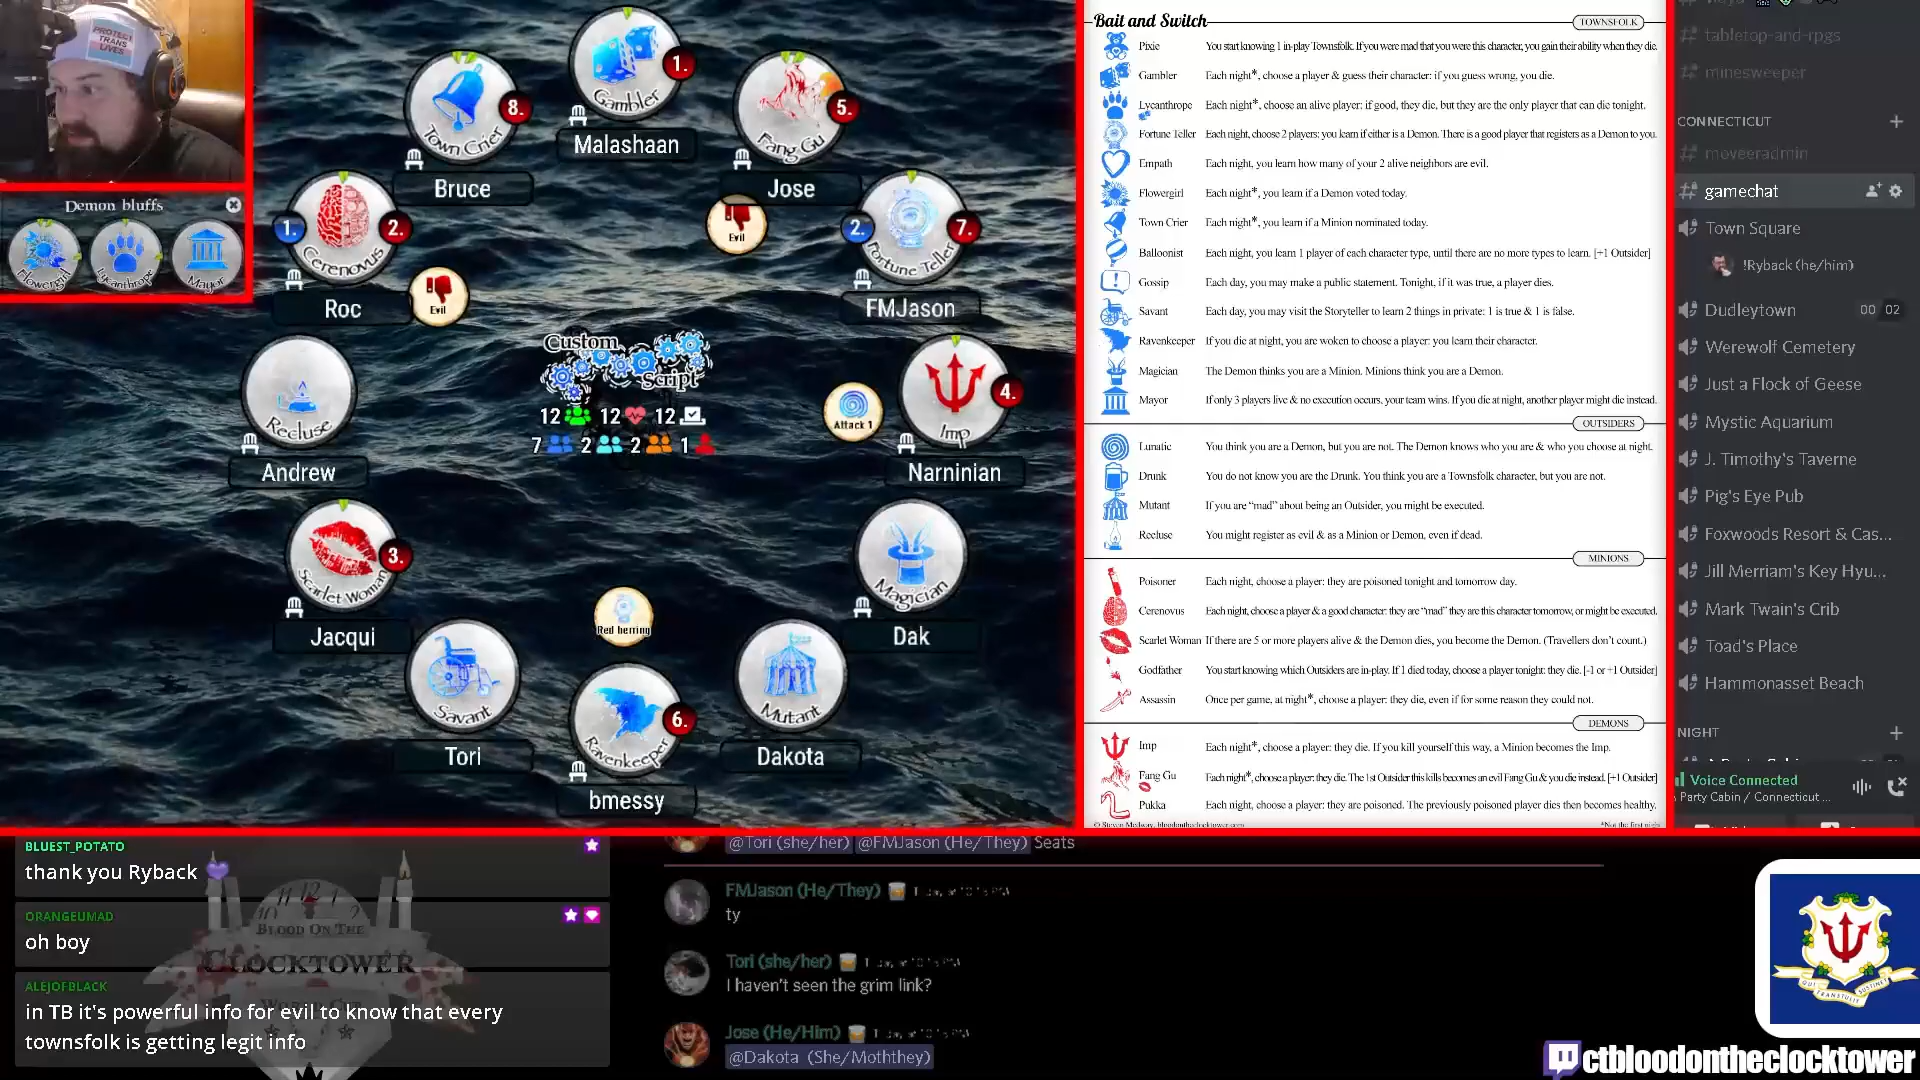 PROTECT
TRANS
LIVES
Demon bluffs
Flowergirl
Lycanthrope
Mayor
Gambler
1.
Malashaan
Town Crier
8.
Bruce
Fang Gu
5.
Jose
Evil
1.
Cerenovus
2.
Roc
Evil
2.
Fortune Teller
7.
FMJason
Recluse
Andrew
Custom
Script
12 12 12
7 2 2 1
Attack 1
Imp
4.
Narninian
Scarlet Woman
3.
Jacqui
Magician
Dak
Savant
Tori
Red herring
Ravenkeeper
6.
bmessy
Mutant
Dakota
Bait and Switch
TOWNSFOLK
Pixie You start knowing 1 in-play Townsfolk. If you were mad that you were this character, you gain their ability when they die.
Gambler Each night*, choose a player & guess their character: if you guess wrong, you die.
Lycanthrope Each night*, choose an alive player: if good, they die, but they are the only player that can die tonight.
Fortune Teller Each night, choose 2 players: you learn if either is a Demon. There is a good player that registers as a Demon to you.
Empath Each night, you learn how many of your 2 alive neighbors are evil.
Flowergirl Each night*, you learn if a Demon voted today.
Town Crier Each night*, you learn if a Minion nominated today.
Balloonist Each night, you learn 1 player of each character type, until there are no more types to learn. [+1 Outsider]
Gossip Each day, you may make a public statement. Tonight, if it was true, a player dies.
Savant Each day, you may visit the Storyteller to learn 2 things in private: 1 is true & 1 is false.
Ravenkeeper If you die at night, you are woken to choose a player: you learn their character.
Magician The Demon thinks you are a Minion. Minions think you are a Demon.
Mayor If only 3 players live & no execution occurs, your team wins. If you die at night, another player might die instead.
OUTSIDERS
Lunatic You think you are a Demon, but you are not. The Demon knows who you are & who you choose at night.
Drunk You do not know you are the Drunk. You think you are a Townsfolk character, but you are not.
Mutant If you are “mad” about being an Outsider, you might be executed.
Recluse You might register as evil & as a Minion or Demon, even if dead.
MINIONS
Poisoner Each night, choose a player: they are poisoned tonight and tomorrow day.
Cerenovus Each night, choose a player & a good character: they are “mad” they are this character tomorrow, or might be executed.
Scarlet Woman If there are 5 or more players alive & the Demon dies, you become the Demon. (Travellers don't count.)
Godfather You start knowing which Outsiders are in-play. If 1 died today, choose a player tonight: they die. [-1 or +1 Outsider]
Assassin Once per game, at night*, choose a player: they die, even if for some reason they could not.
DEMONS
Imp Each night*, choose a player: they die. If you kill yourself this way, a Minion becomes the Imp.
Fang Gu Each night*, choose a player: they die. The 1st Outsider this kills becomes an evil Fang Gu & you die instead. [+1 Outsider]
Pukka Each night, choose a player: they are poisoned. The previously poisoned player dies then becomes healthy.
© Steven Medway, bloodontheclocktower.com
*Not the first night
tabletop-and-rpgs
minesweeper
CONNECTICUT
moveeradmin
gamechat
Town Square
!Ryback (he/him)
Dudleytown 00 02
Werewolf Cemetery
Just a Flock of Geese
Mystic Aquarium
J. Timothy's Taverne
Pig's Eye Pub
Foxwoods Resort & Cas...
Jill Merriam's Key Hyu...
Mark Twain's Crib
Toad's Place
Hammonasset Beach
NIGHT
Voice Connected
Party Cabin / Connecticut ...
BLUEST_POTATO
thank you Ryback
ORANGEUMAD
oh boy
ALEJOFBLACK
in TB it's powerful info for evil to know that every
townsfolk is getting legit info
BLOOD ON THE
CLOCKTOWER
@Tori (she/her) @FMJason (He/They) Seats
FMJason (He/They)
ty
Tori (she/her)
I haven't seen the grim link?
Jose (He/Him)
@Dakota (She/Moththey)
QUI TRANSTULIT SUSTINET
ctbloodontheclocktower